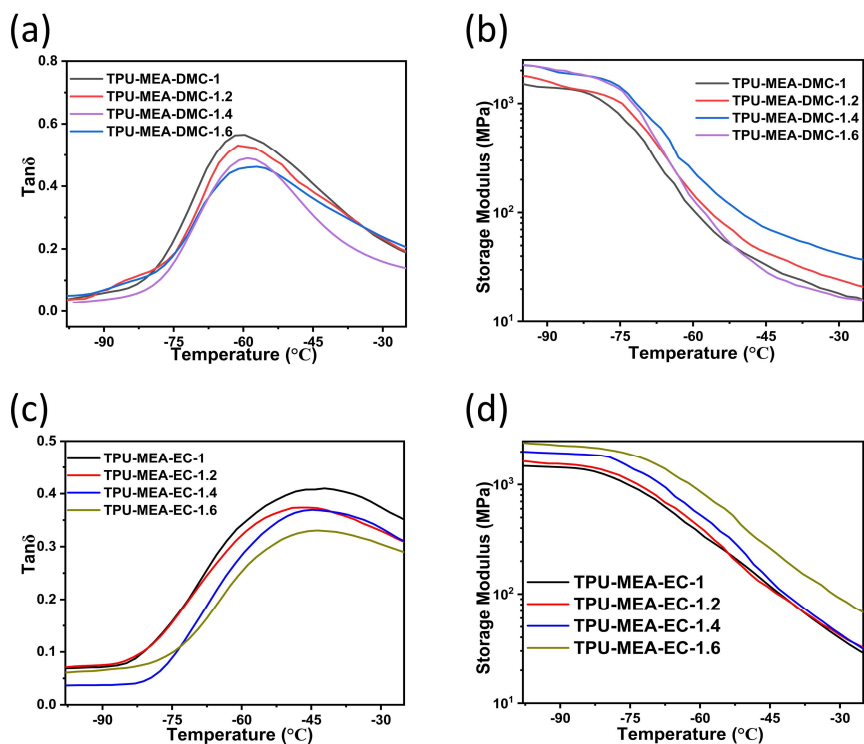 (a)
TPU-MEA-DMC-1
TPU-MEA-DMC-1.2
TPU-MEA-DMC-1.4
TPU-MEA-DMC-1.6
0.8
0.6
0.4
0.2
0.0
Tanδ
-90
-75
-60
-45
-30
Temperature (°C)
(b)
TPU-MEA-DMC-1
TPU-MEA-DMC-1.2
TPU-MEA-DMC-1.4
TPU-MEA-DMC-1.6
10³
10²
10¹
Storage Modulus (MPa)
-90
-75
-60
-45
-30
Temperature (°C)
(c)
TPU-MEA-EC-1
TPU-MEA-EC-1.2
TPU-MEA-EC-1.4
TPU-MEA-EC-1.6
0.5
0.4
0.3
0.2
0.1
0.0
Tanδ
-90
-75
-60
-45
-30
Temperature (°C)
(d)
TPU-MEA-EC-1
TPU-MEA-EC-1.2
TPU-MEA-EC-1.4
TPU-MEA-EC-1.6
10³
10²
10¹
Storage Modulus (MPa)
-90
-75
-60
-45
-30
Temperature (°C)